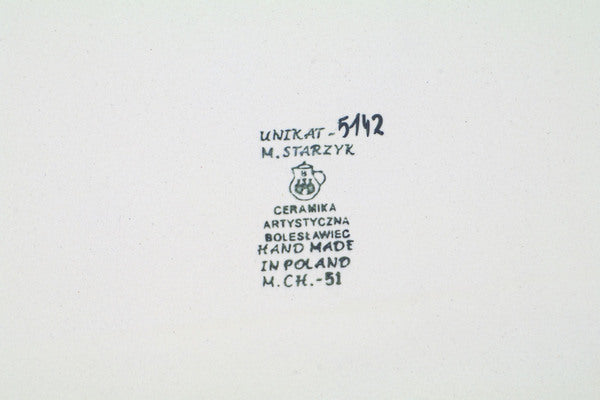 UNIKAT - 5142
M. STARZYK
CERAMIKA
ARTYSTYCZNA
BOLESŁAWIEC
HAND MADE
IN POLAND
M. CH. - 51